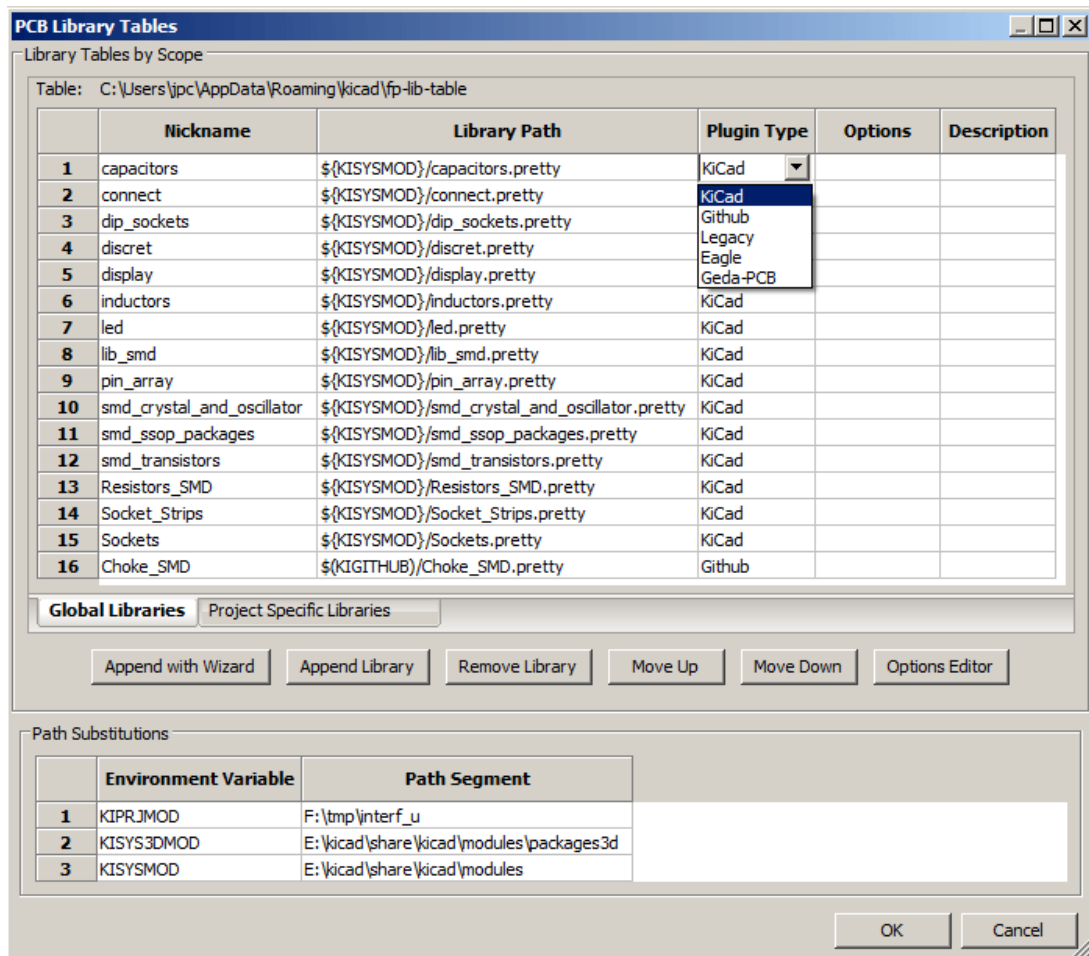 PCB Library Tables
Library Tables by Scope
Table: C:\Users\jpc\AppData\Roaming\kicad\fp-lib-table
Nickname Library Path Plugin Type Options Description
1 capacitors ${KISYSMOD}/capacitors.pretty KiCad
2 connect ${KISYSMOD}/connect.pretty KiCad
3 dip_sockets ${KISYSMOD}/dip_sockets.pretty Github
4 discret ${KISYSMOD}/discret.pretty Legacy
5 display ${KISYSMOD}/display.pretty Eagle
Geda-PCB
6 inductors ${KISYSMOD}/inductors.pretty KiCad
7 led ${KISYSMOD}/led.pretty KiCad
8 lib_smd ${KISYSMOD}/lib_smd.pretty KiCad
9 pin_array ${KISYSMOD}/pin_array.pretty KiCad
10 smd_crystal_and_oscillator ${KISYSMOD}/smd_crystal_and_oscillator.pretty KiCad
11 smd_ssop_packages ${KISYSMOD}/smd_ssop_packages.pretty KiCad
12 smd_transistors ${KISYSMOD}/smd_transistors.pretty KiCad
13 Resistors_SMD ${KISYSMOD}/Resistors_SMD.pretty KiCad
14 Socket_Strips ${KISYSMOD}/Socket_Strips.pretty KiCad
15 Sockets ${KISYSMOD}/Sockets.pretty KiCad
16 Choke_SMD $(KIGITHUB)/Choke_SMD.pretty Github
Global Libraries Project Specific Libraries
Append with Wizard Append Library Remove Library Move Up Move Down Options Editor
Path Substitutions
Environment Variable Path Segment
1 KIPRJMOD F:\tmp\interf_u
2 KISYS3DMOD E:\kicad\share\kicad\modules\packages3d
3 KISYSMOD E:\kicad\share\kicad\modules
OK Cancel